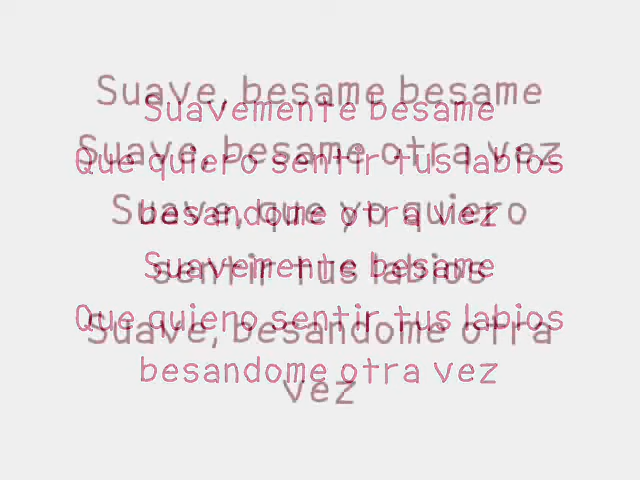 Suave, besame besame
Suavemente besame
Suave, besame otra vez
Que quiero sentir tus labios
Suave, que yo quiero
besandome otra vez
Suavemente besame
sentir tus labios
Que quieno sentir tus labios
Suave, besandome otra
besandome otra vez
vez